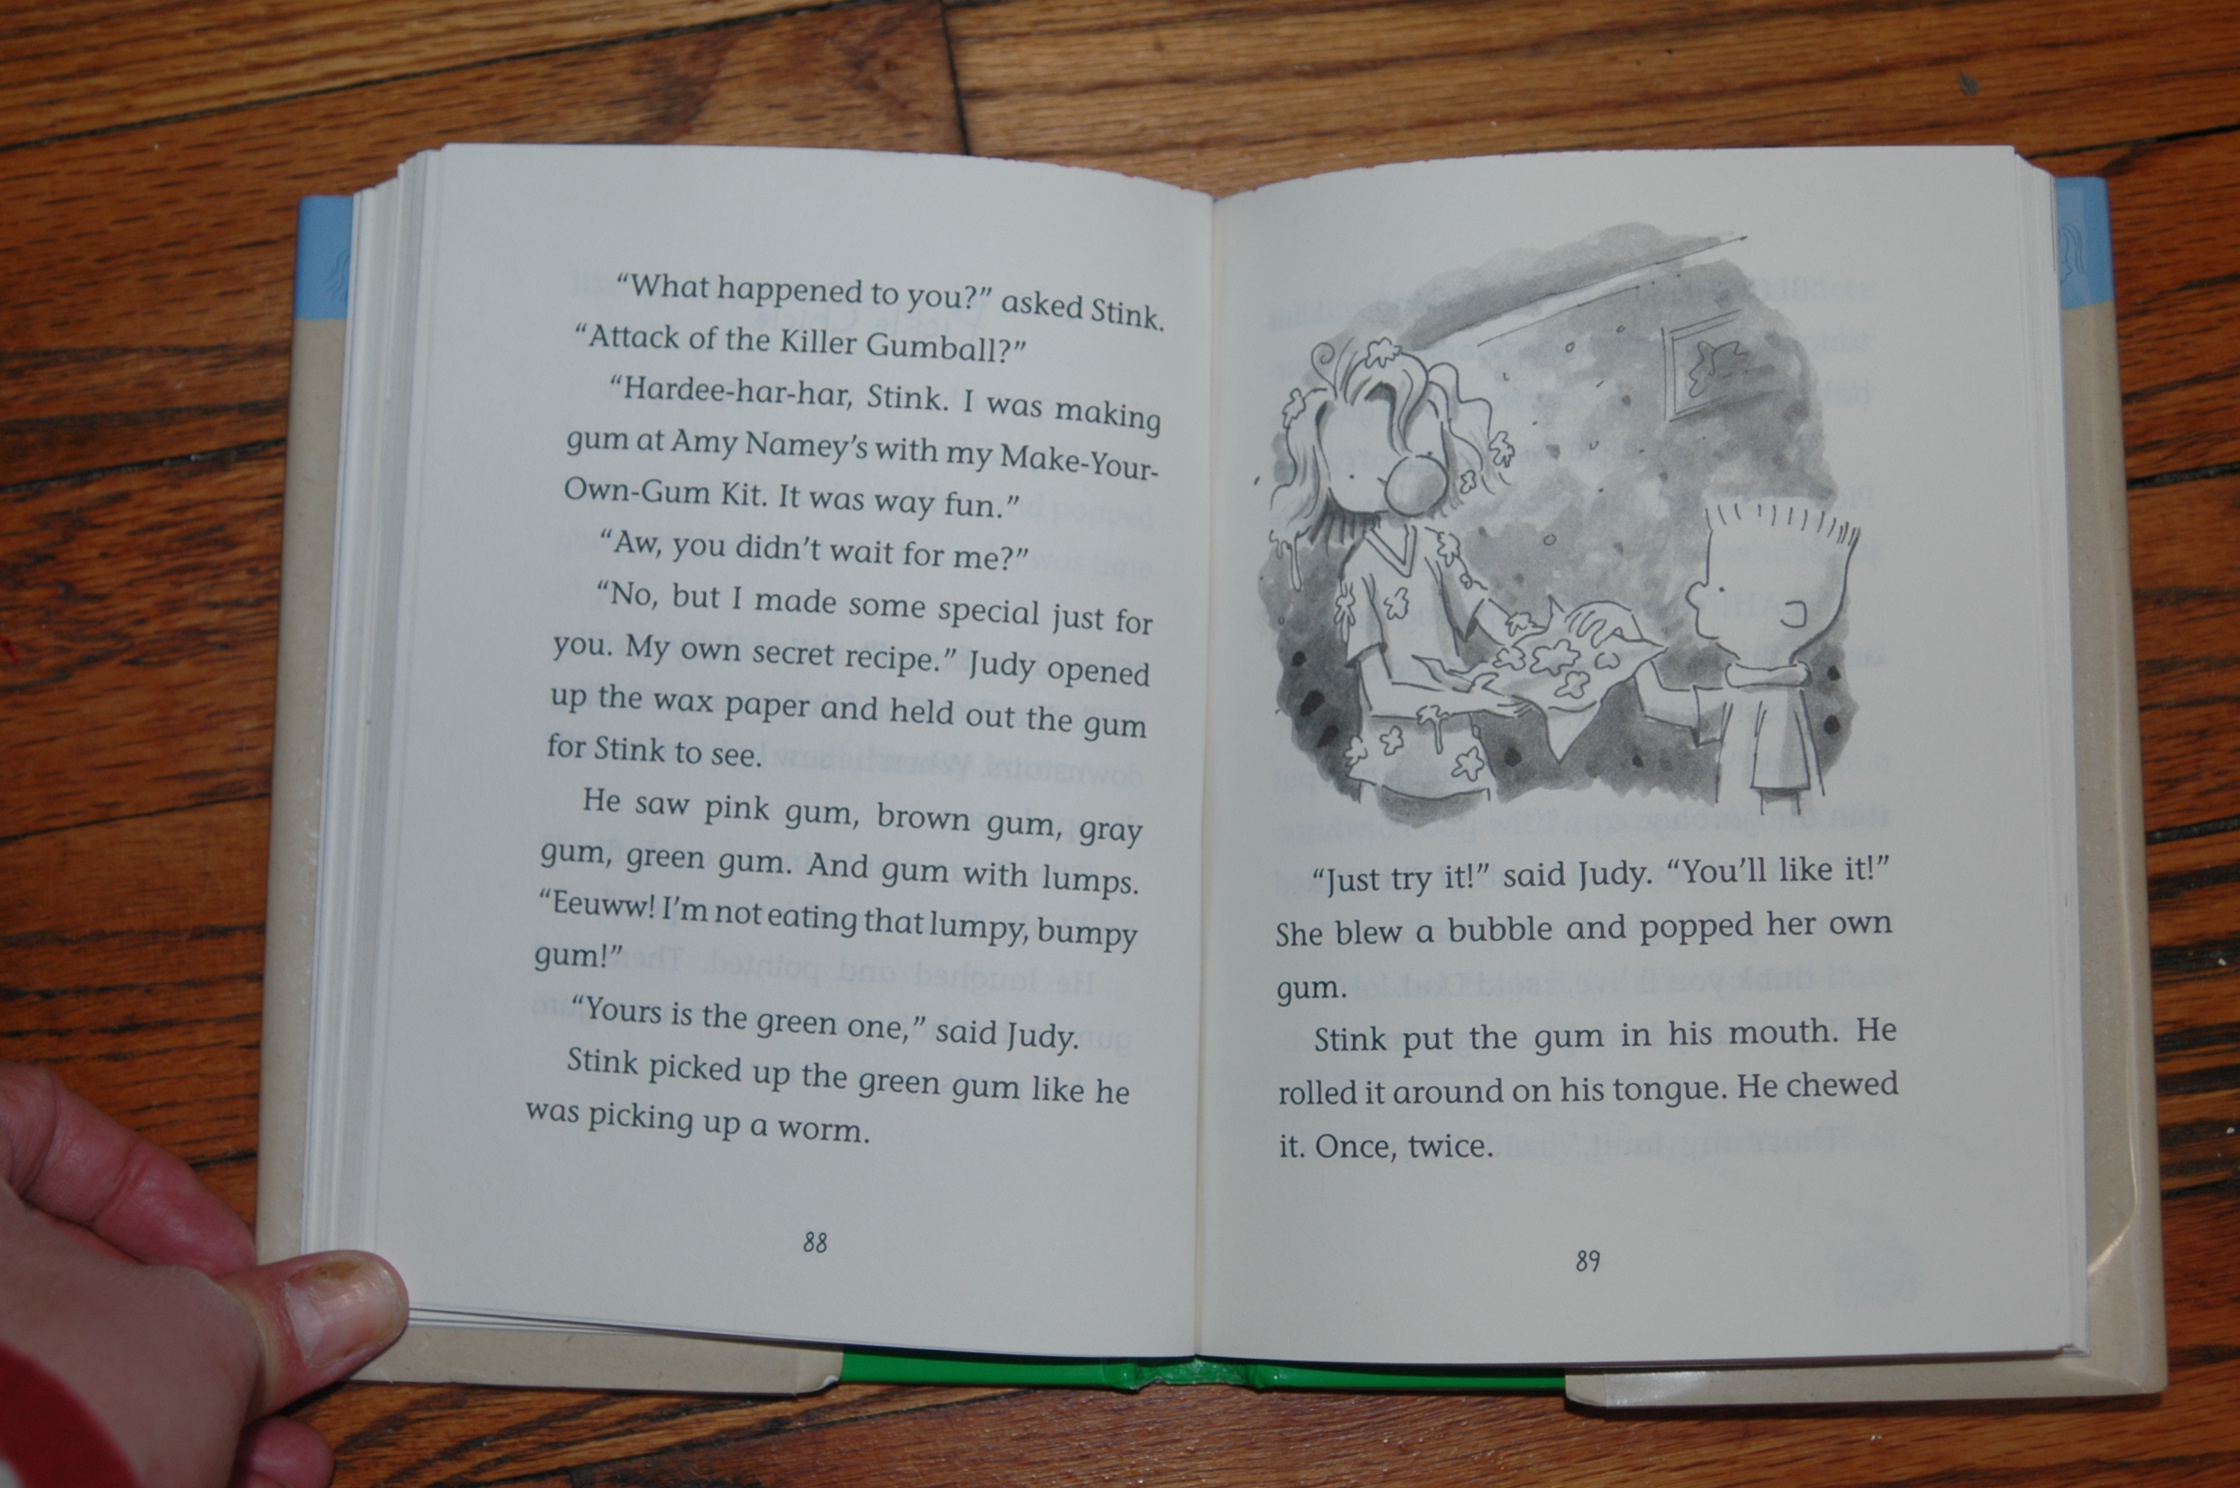 “What happened to you?” asked Stink.
“Attack of the Killer Gumball?”
“Hardee-har-har, Stink. I was making
gum at Amy Namey’s with my Make-Your-
Own-Gum Kit. It was way fun.”
“Aw, you didn’t wait for me?”
“No, but I made some special just for
you. My own secret recipe.” Judy opened
up the wax paper and held out the gum
for Stink to see.
He saw pink gum, brown gum, gray
gum, green gum. And gum with lumps.
“Eeuww! I’m not eating that lumpy, bumpy
gum!”
“Yours is the green one,” said Judy.
Stink picked up the green gum like he
was picking up a worm.
88
“Just try it!” said Judy. “You’ll like it!”
She blew a bubble and popped her own
gum.
Stink put the gum in his mouth. He
rolled it around on his tongue. He chewed
it. Once, twice.
89